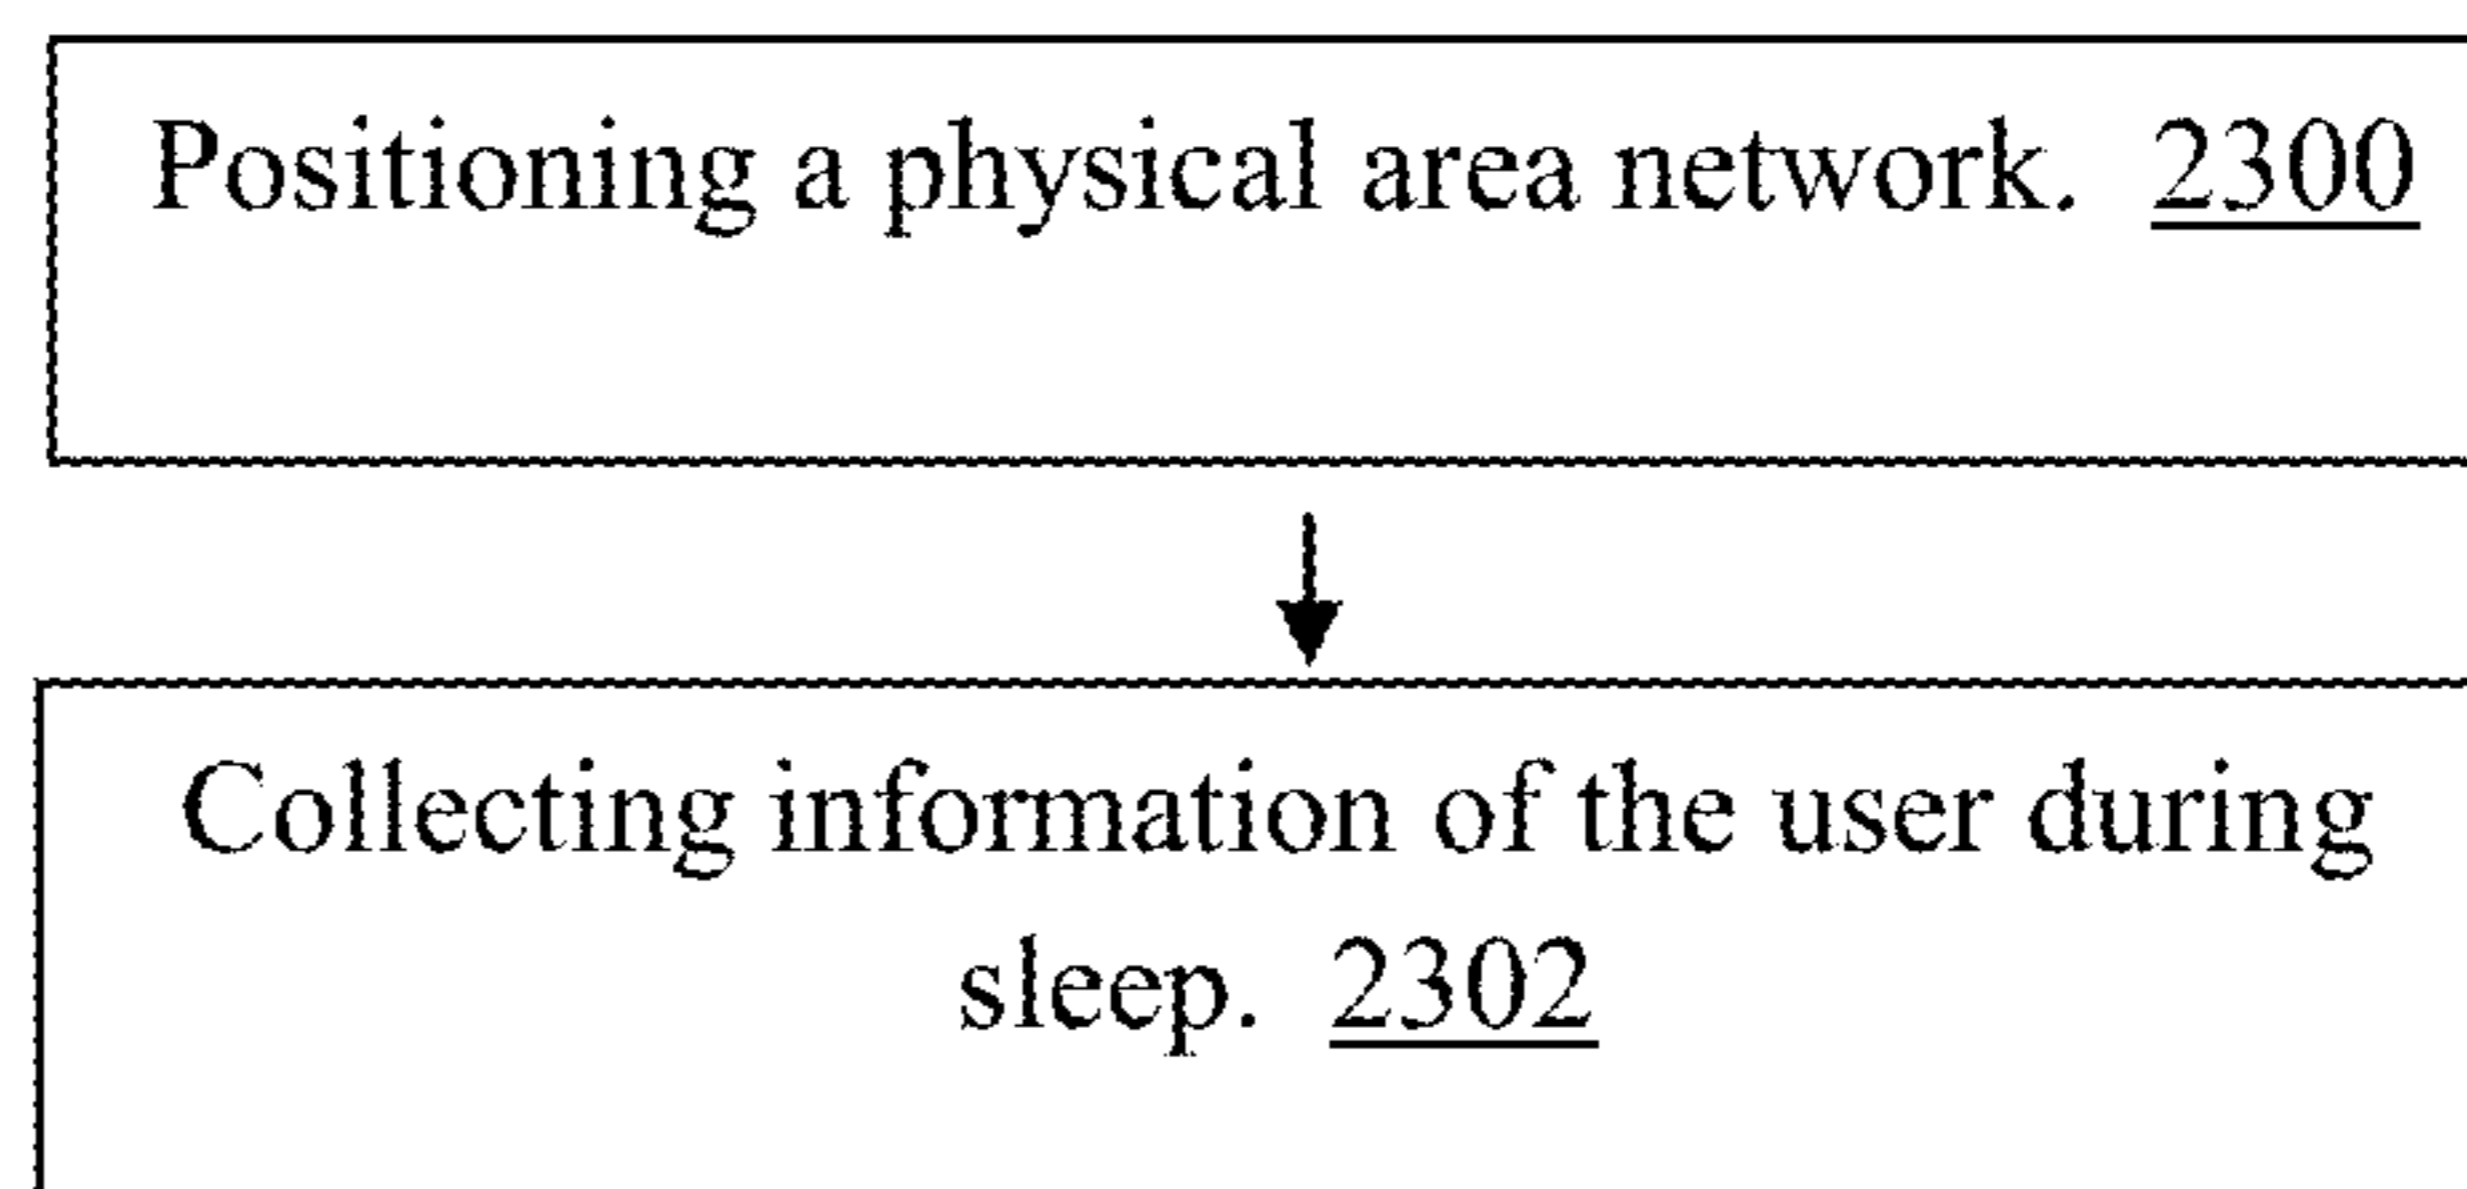 Positioning a physical area network. 2300
Collecting information of the user during
sleep. 2302